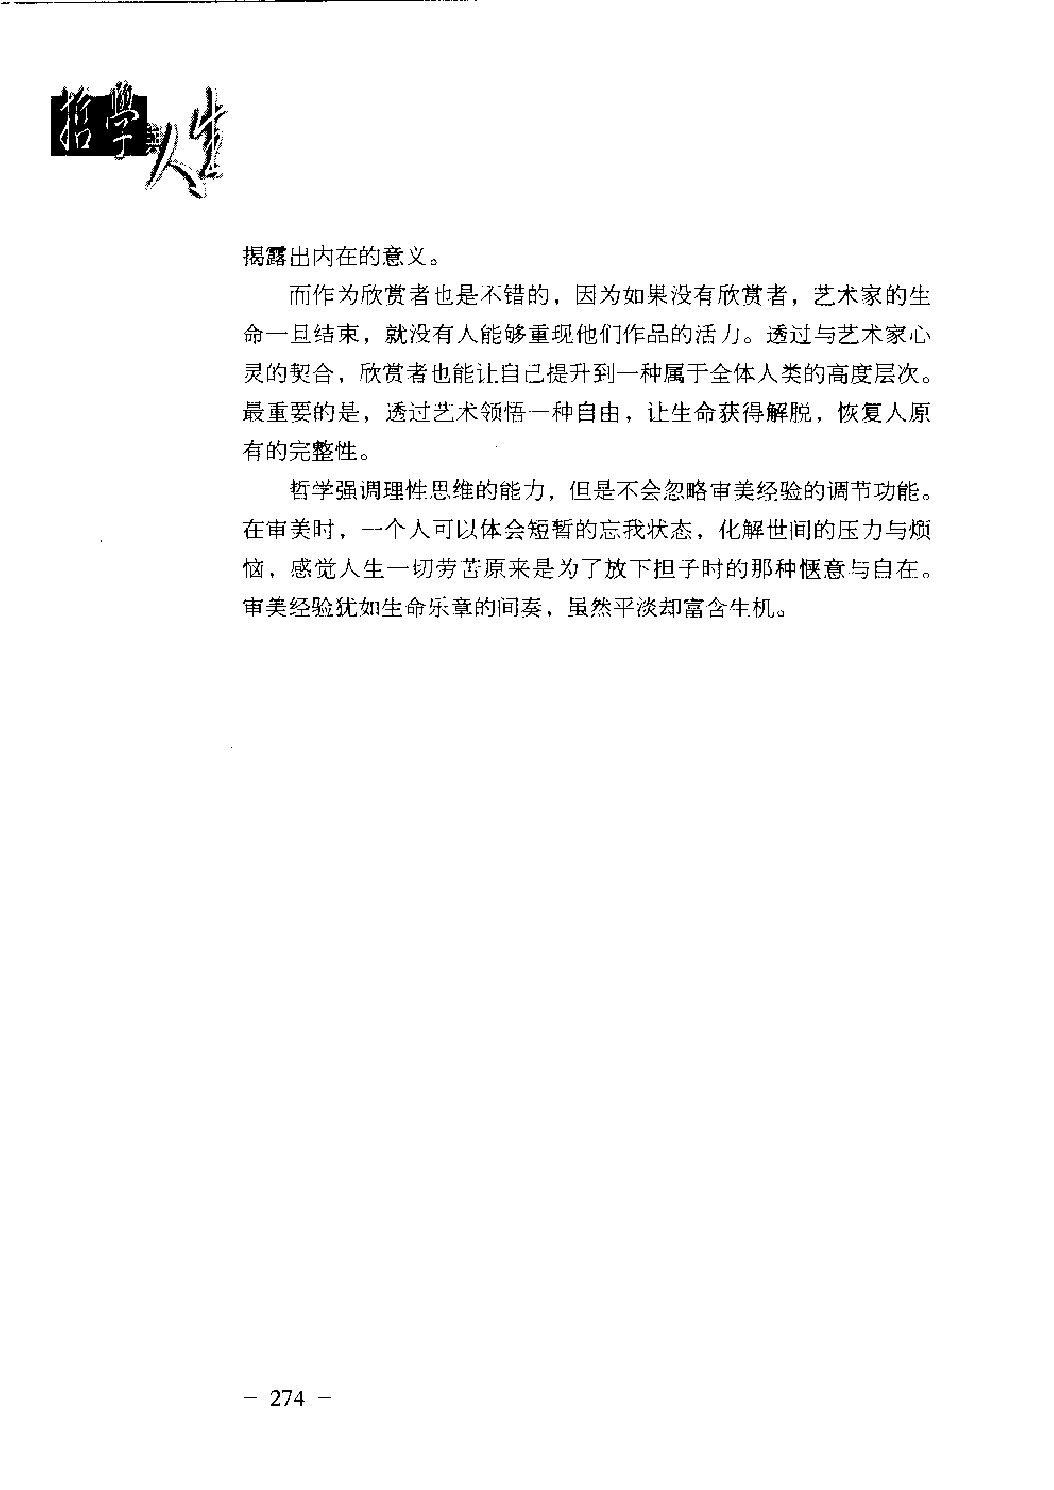 哲學與人生
揭露出内在的意义。
而作为欣赏者也是不错的，因为如果没有欣赏者，艺术家的生
命一旦结束，就没有人能够重现他们作品的活力。透过与艺术家心
灵的契合，欣赏者也能让自己提升到一种属于全体人类的高度层次。
最重要的是，透过艺术领悟一种自由，让生命获得解脱，恢复人原
有的完整性。
哲学强调理性思维的能力，但是不会忽略审美经验的调节功能。
在审美时，一个人可以体会短暂的忘我状态，化解世间的压力与烦
恼，感觉人生一切劳苦原来是为了放下担子时的那种惬意与自在。
审美经验犹如生命乐章的间奏，虽然平淡却富含生机。
- 274 -